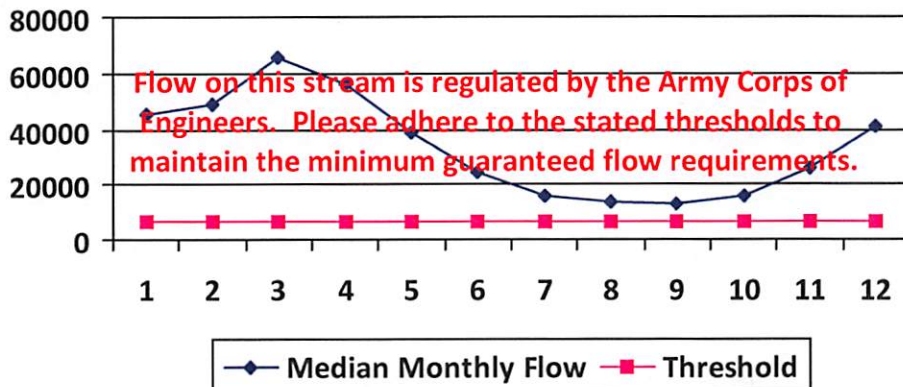 80000
60000
40000
20000
0
Flow on this stream is regulated by the Army Corps of
Engineers. Please adhere to the stated thresholds to
maintain the minimum guaranteed flow requirements.
1 2 3 4 5 6 7 8 9 10 11 12
Median Monthly Flow Threshold